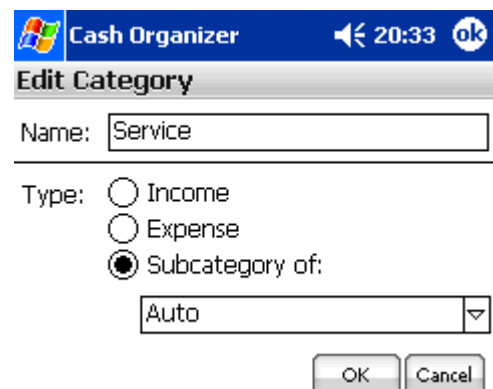 Cash Organizer 20:33 ok
Edit Category
Name: Service
Type: Income
Expense
Subcategory of:
Auto
OK Cancel